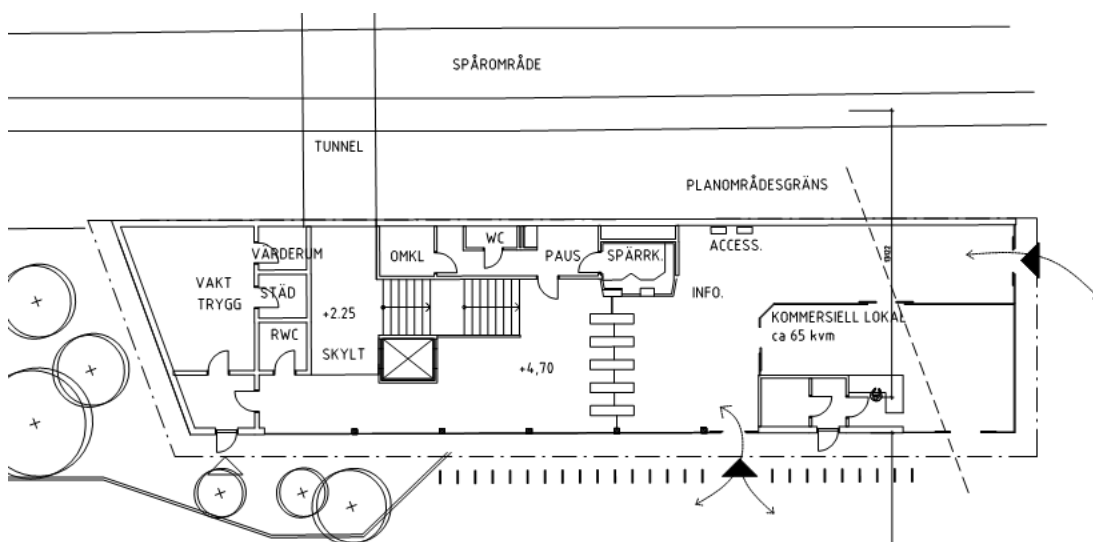 SPÅROMRÅDE
TUNNEL
PLANOMRÅDESGRÄNS
WC
ACCESS.
VÄRDERUM
OMKL
PAUS
SPÄRRK.
VAKT
TRYGG
STÄD
INFO.
+2.25
KOMMERSIELL LOKAL
ca 65 kvm
RWC
SKYLT
+4,70